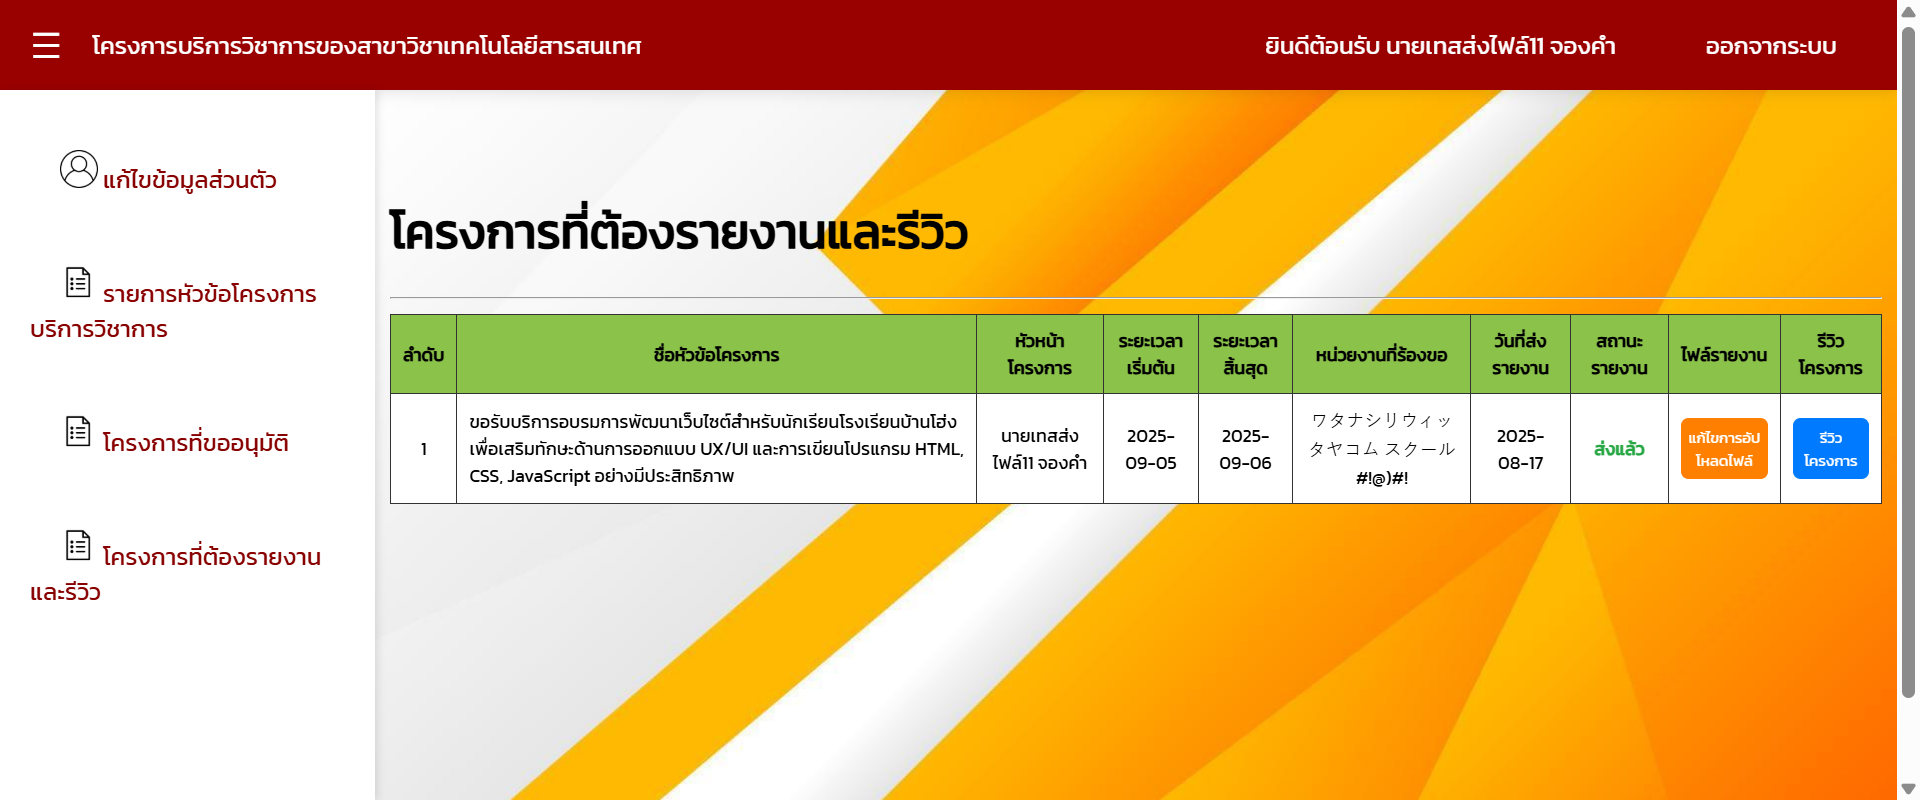 ☰ โครงการบริการวิชาการของสาขาวิชาเทคโนโลยีสารสนเทศ
ยินดีต้อนรับ นายเทสส่งไฟล์11 จองคำ
ออกจากระบบ
แก้ไขข้อมูลส่วนตัว
รายการหัวข้อโครงการ
บริการวิชาการ
โครงการที่ขออนุมัติ
โครงการที่ต้องรายงาน
และรีวิว
โครงการที่ต้องรายงานและรีวิว
ลำดับ
ชื่อหัวข้อโครงการ
หัวหน้า
โครงการ
ระยะเวลา
เริ่มต้น
ระยะเวลา
สิ้นสุด
หน่วยงานที่ร้องขอ
วันที่ส่ง
รายงาน
สถานะ
รายงาน
ไฟล์รายงาน
รีวิว
โครงการ
1
ขอรับบริการอบรมการพัฒนาเว็บไซต์สำหรับนักเรียนโรงเรียนบ้านโฮ่ง
เพื่อเสริมทักษะด้านการออกแบบ UX/UI และการเขียนโปรแกรม HTML,
CSS, JavaScript อย่างมีประสิทธิภาพ
นายเทสส่ง
ไฟล์11 จองคำ
2025-
09-05
2025-
09-06
ワタナシリウィッ
タヤコム スクール
#!@)#!
2025-
08-17
ส่งแล้ว
แก้ไขการอัป
โหลดไฟล์
รีวิว
โครงการ